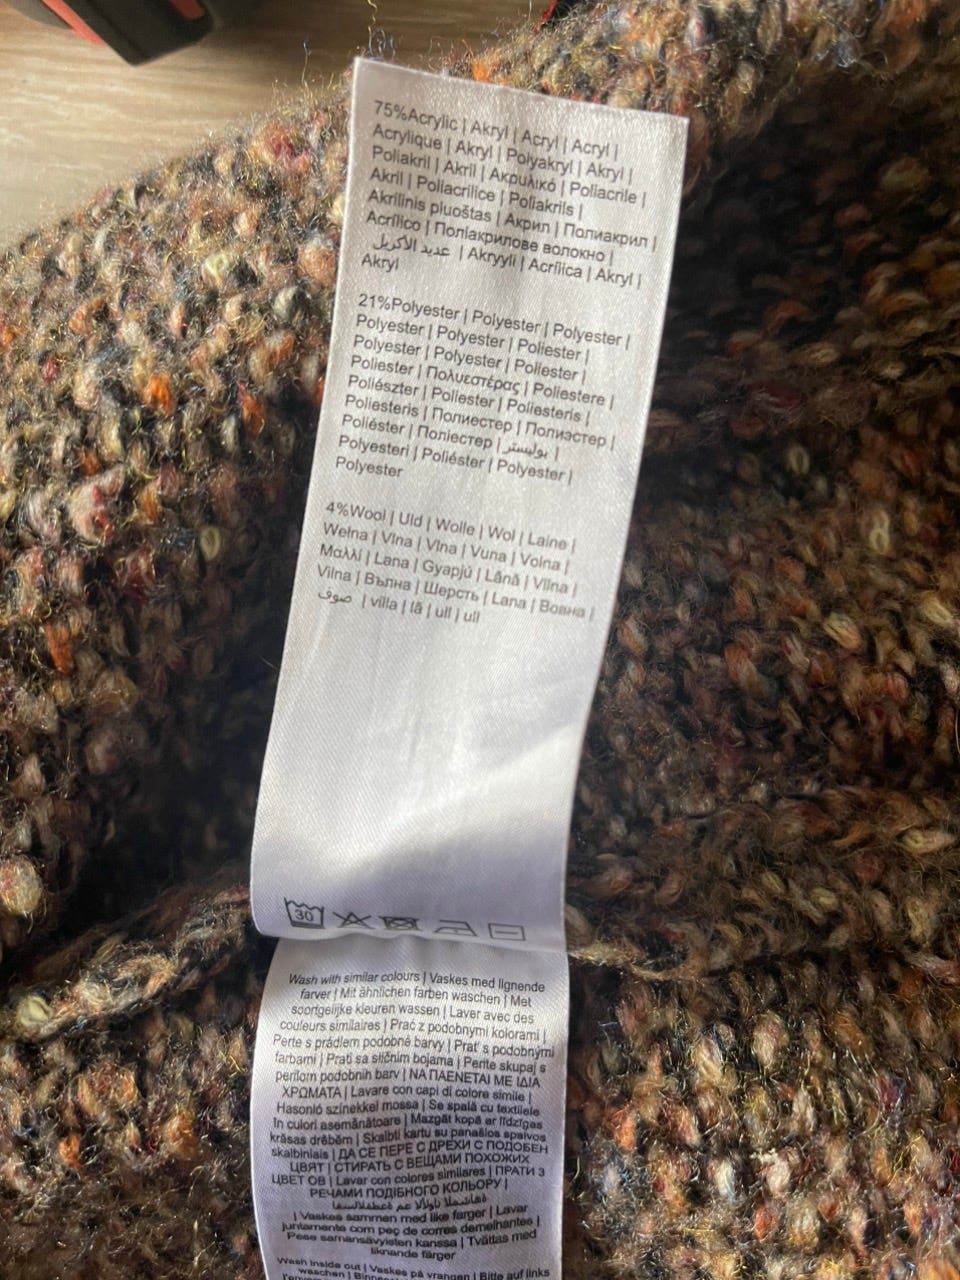 75%Acrylic | Akryl | Acryl | Acryl |
Acrylique | Akryl | Polyakryl | Akryl |
Poliakril | Akril | Ακρυλικό | Poliacrile |
Akril | Poliacrilice | Poliakrils |
Akrilinis pluoštas | Акрил | Полиакрил |
Acrílico | Поліакрилове волокно |
عديد الأكريل | Akryyli | Acrílica | Akryl |
Akryl
21%Polyester | Polyester | Polyester |
Polyester | Polyester | Poliester |
Polyester | Polyester | Poliester |
Poliester | Πολυεστέρας | Poliestere |
Poliészter | Poliester | Poliesteris |
Poliesteris | Полиестер | Полиэстер |
Poliéster | Поліестер | بوليستر |
Polyesteri | Poliéster | Polyester |
Polyester
4%Wool | Uld | Wolle | Wol | Laine |
Wełna | Vlna | Vlna | Vuna | Volna |
Μαλλί | Lana | Gyapjú | Lână | Vilna |
Vilna | Вълна | Шерсть | Lana | Вовна |
صوف | villa | lã | ull | ull
30
Wash with similar colours | Vaskes med lignende
farver | Mit ähnlichen farben waschen | Met
soortgelijke kleuren wassen | Laver avec des
couleurs similaires | Prać z podobnymi kolorami |
Perte s prádlem podobné barvy | Prat' s podobnými
farbami | Prati sa sličnim bojama | Perite skupaj s
perilom podobnih barv | ΝΑ ΠΛΕΝΕΤΑΙ ΜΕ ΙΔΙΑ
ΧΡΩΜΑΤΑ | Lavare con capi di colore simile |
Hasonló színekkel mossa | Se spală cu textilele
în culori asemănătoare | Mazgāt kopā ar līdzīgas
krāsas drēbēm | Skalbti kartu su panašios spalvos
skalbiniais | ДА СЕ ПЕРЕ С ДРЕХИ С ПОДОБЕН
ЦВЯТ | СТИРАТЬ С ВЕЩАМИ ПОХОЖИХ
ЦВЕТ ОВ | Lavar con colores similares | ПРАТИ З
РЕЧАМИ ПОДІБНОГО КОЛЬОРУ |
| Vaskes sammen med like farger | Lavar
juntamente com peç de corres demelhantes |
Pese samansävyisten kanssa | Tvättas med
liknande färger
Wash inside out | Vaskes på vrangen | Bitte auf links
waschen |